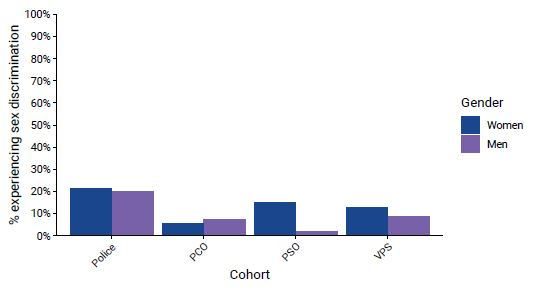 % experiencing sex discrimination
100%
90%
80%
70%
60%
50%
40%
30%
20%
10%
0%
Police
PCO
PSO
VPS
Cohort
Gender
Women
Men